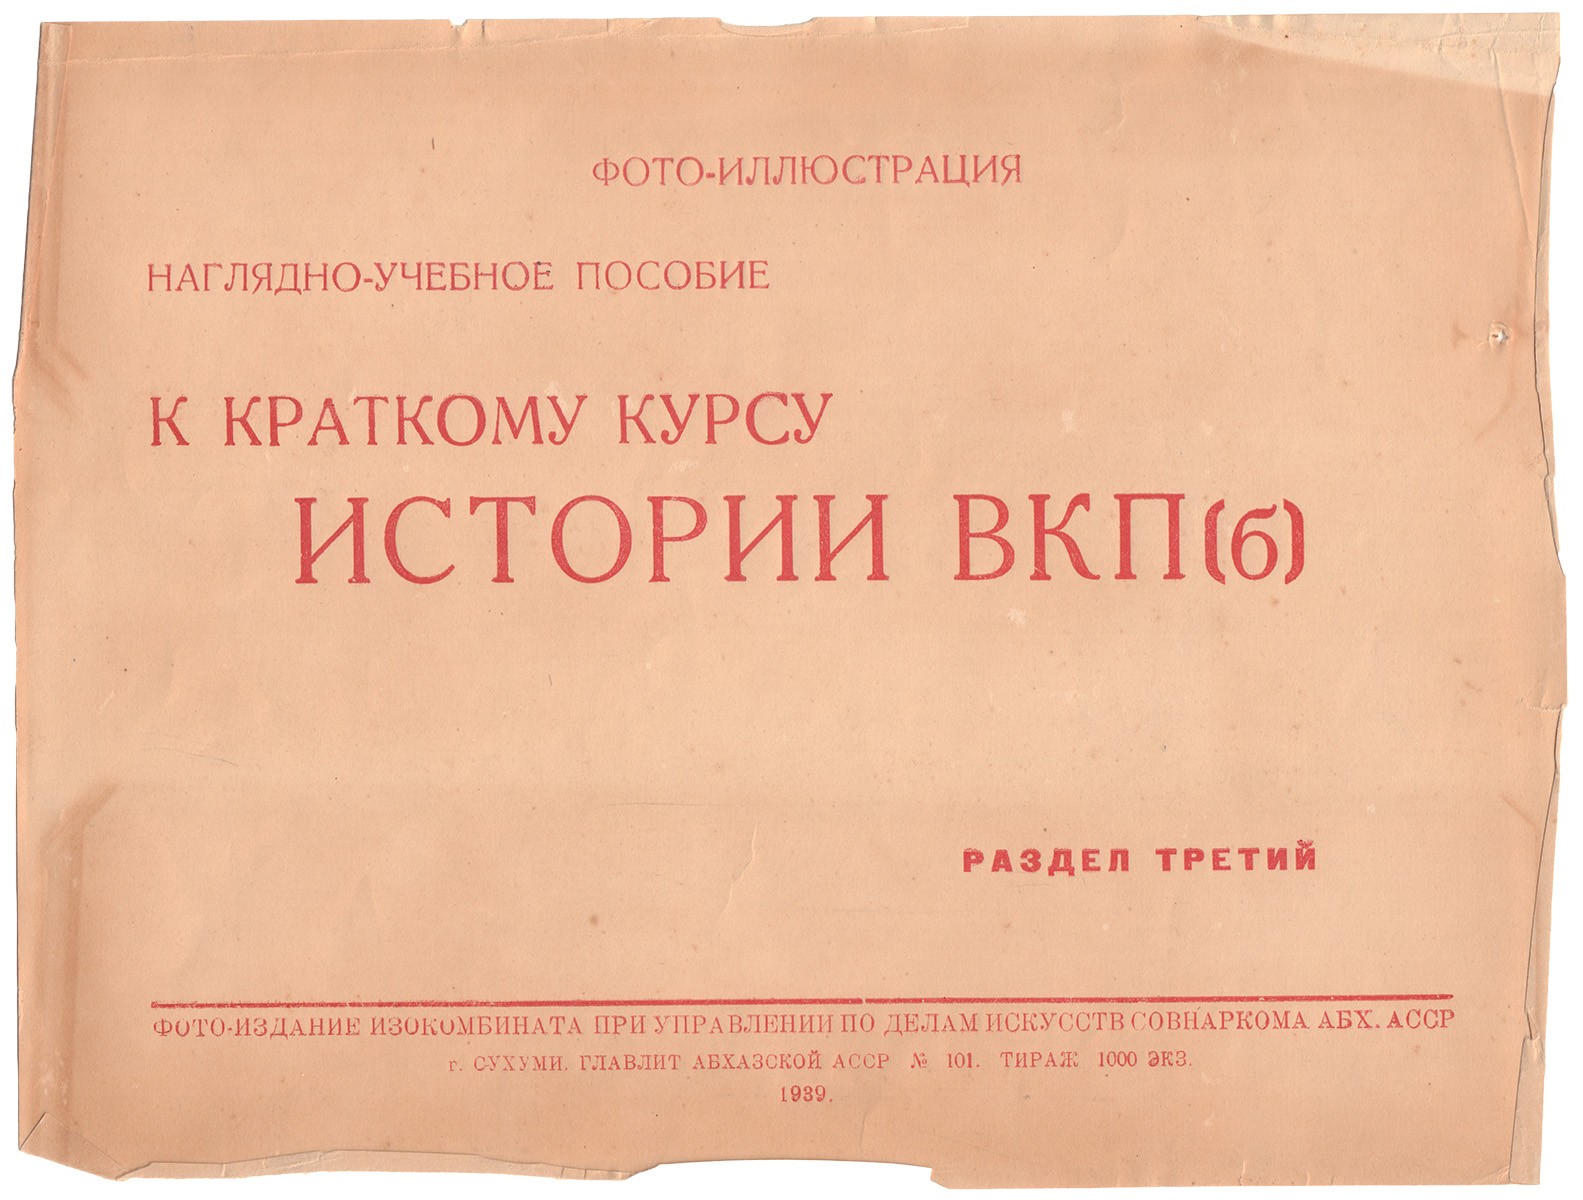 ФОТО-ИЛЛЮСТРАЦИЯ
НАГЛЯДНО-УЧЕБНОЕ ПОСОБИЕ
К КРАТКОМУ КУРСУ
ИСТОРИИ ВКП(б)
РАЗДЕЛ ТРЕТИЙ
ФОТО-ИЗДАНИЕ ИЗОКОМБИНАТА ПРИ УПРАВЛЕНИИ ПО ДЕЛАМ ИСКУССТВ СОВНАРКОМА АБХ. АССР
г. СУХУМИ. ГЛАВЛИТ АБХАЗСКОЙ АССР № 101. ТИРАЖ 1000 ЭКЗ.
1939.